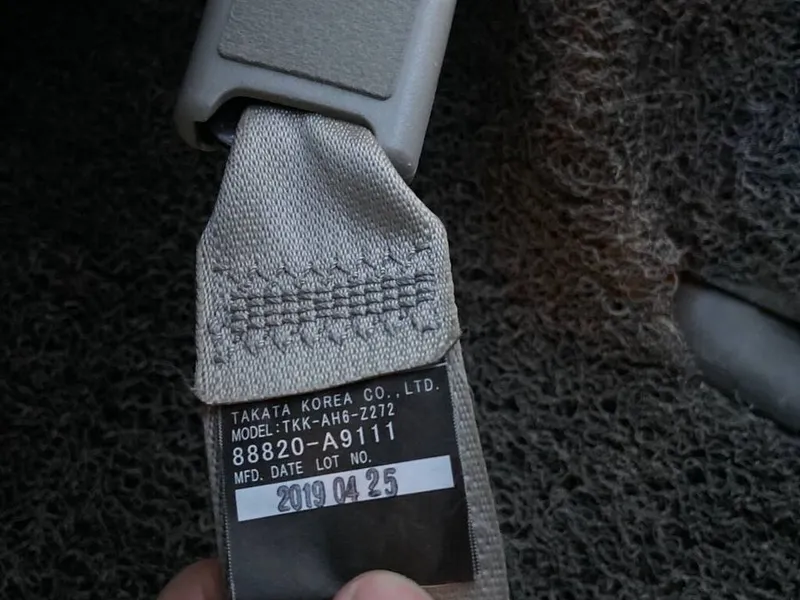 TAKATA KOREA CO.,LTD.
MODEL:TKK-AH6-Z272
88820-A9111
MFD. DATE LOT NO.
2019 04 25